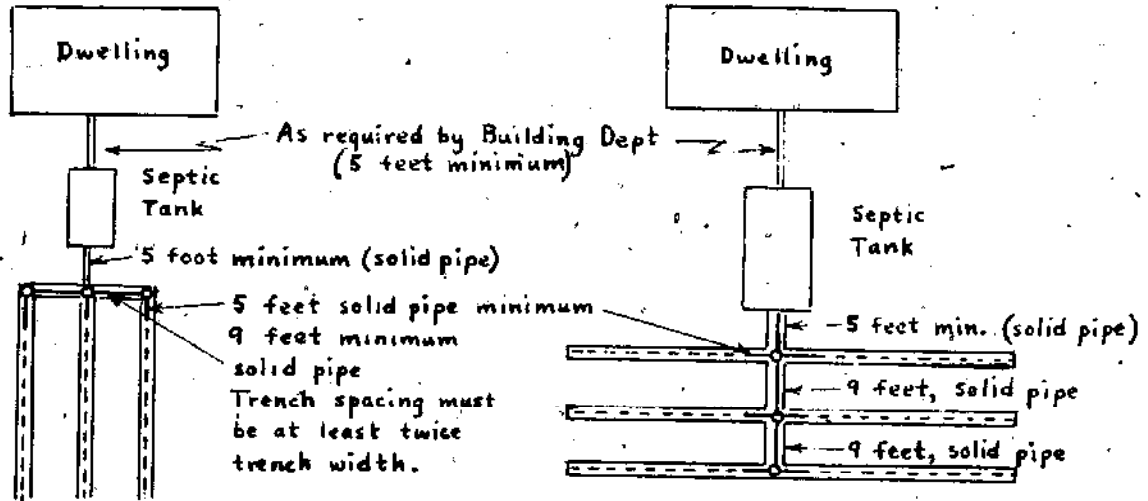 Dwelling
Dwelling
As required by Building Dept
(5 feet minimum)
Septic
Tank
Septic
Tank
5 foot minimum (solid pipe)
5 feet solid pipe minimum
9 feet minimum
solid pipe
Trench spacing must
be at least twice
trench width.
5 feet min. (solid pipe)
9 feet, solid pipe
9 feet, solid pipe